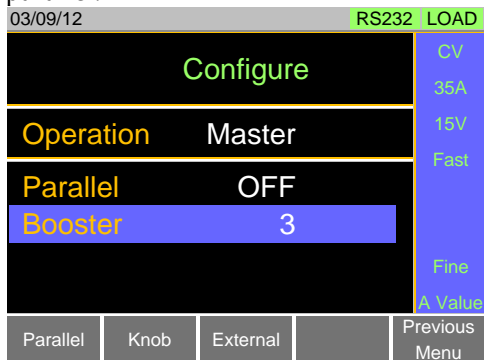 03/09/12 RS232 LOAD
Configure
CV
35A
15V
Fast
Operation Master
Parallel OFF
Booster 3
Fine
A Value
Parallel Knob External Previous Menu